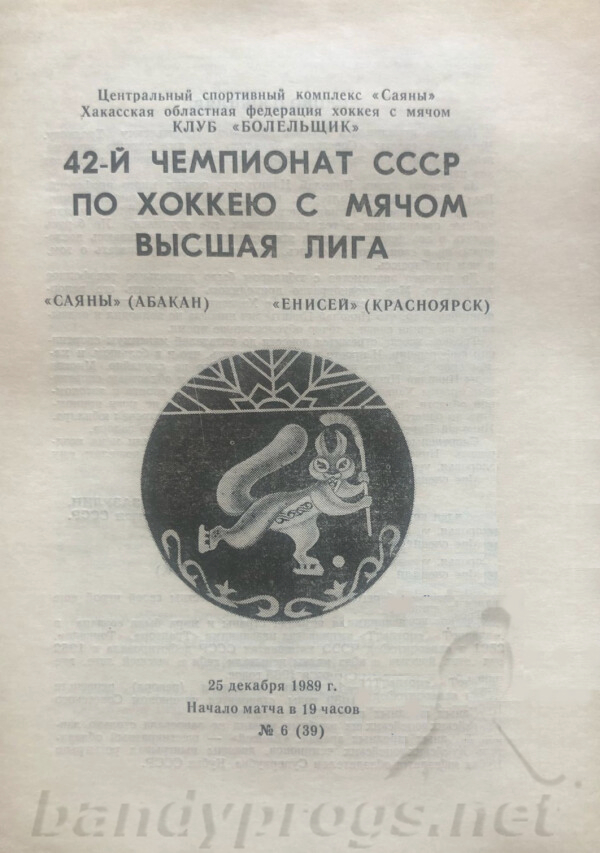 Центральный спортивный комплекс «Саяны»
Хакасская областная федерация хоккея с мячом
КЛУБ «БОЛЕЛЬЩИК»
42-Й ЧЕМПИОНАТ СССР
ПО ХОККЕЮ С МЯЧОМ
ВЫСШАЯ ЛИГА
«САЯНЫ» (АБАКАН) «ЕНИСЕЙ» (КРАСНОЯРСК)
25 декабря 1989 г.
Начало матча в 19 часов
№ 6 (39)
bandyprogs.net